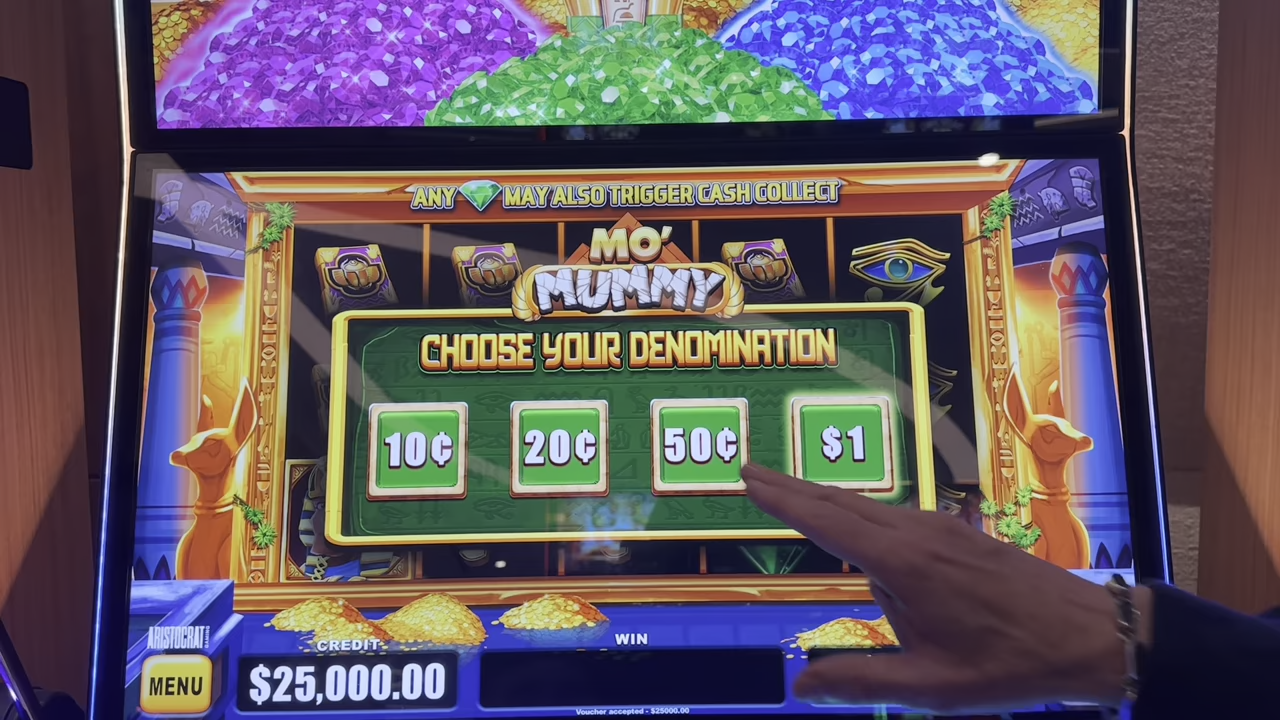 ANY MAY ALSO TRIGGER CASH COLLECT
MO'
MUMMY
CHOOSE YOUR DENOMINATION
10¢ 20¢ 50¢ $1
ARISTOCRAT GAMING
MENU
CREDIT
$25,000.00
WIN
Voucher accepted - $25000.00